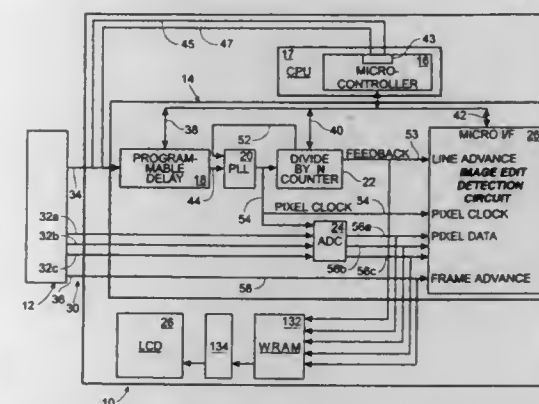 45
47
17
CPU
43
16
MICRO-
CONTROLLER
14
38
52
40
42
MICRO I/F
26
53
PROGRAM-
MABLE
DELAY
18
20
PLL
DIVIDE
BY N
COUNTER
FEEDBACK
LINE ADVANCE
IMAGE EDIT
DETECTION
CIRCUIT
34
44
22
54
PIXEL CLOCK
54
PIXEL CLOCK
32a
32b
32c
24
ADC
56a
56b
56c
PIXEL DATA
36
12
30
58
FRAME ADVANCE
26
LCD
134
132
WRAM
10